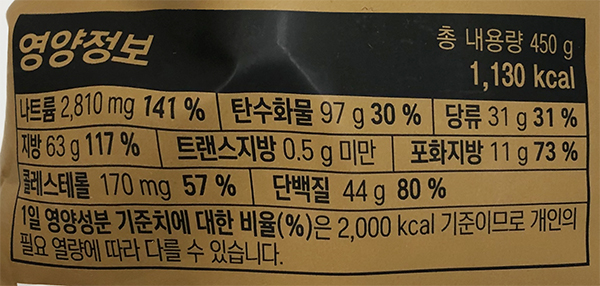 영양정보
총 내용량 450 g
1,130 kcal
나트륨 2,810 mg 141 % 탄수화물 97 g 30 % 당류 31 g 31 %
지방 63 g 117 % 트랜스지방 0.5 g 미만 포화지방 11 g 73 %
콜레스테롤 170 mg 57 % 단백질 44 g 80 %
1일 영양성분 기준치에 대한 비율(%)은 2,000 kcal 기준이므로 개인의
필요 열량에 따라 다를 수 있습니다.